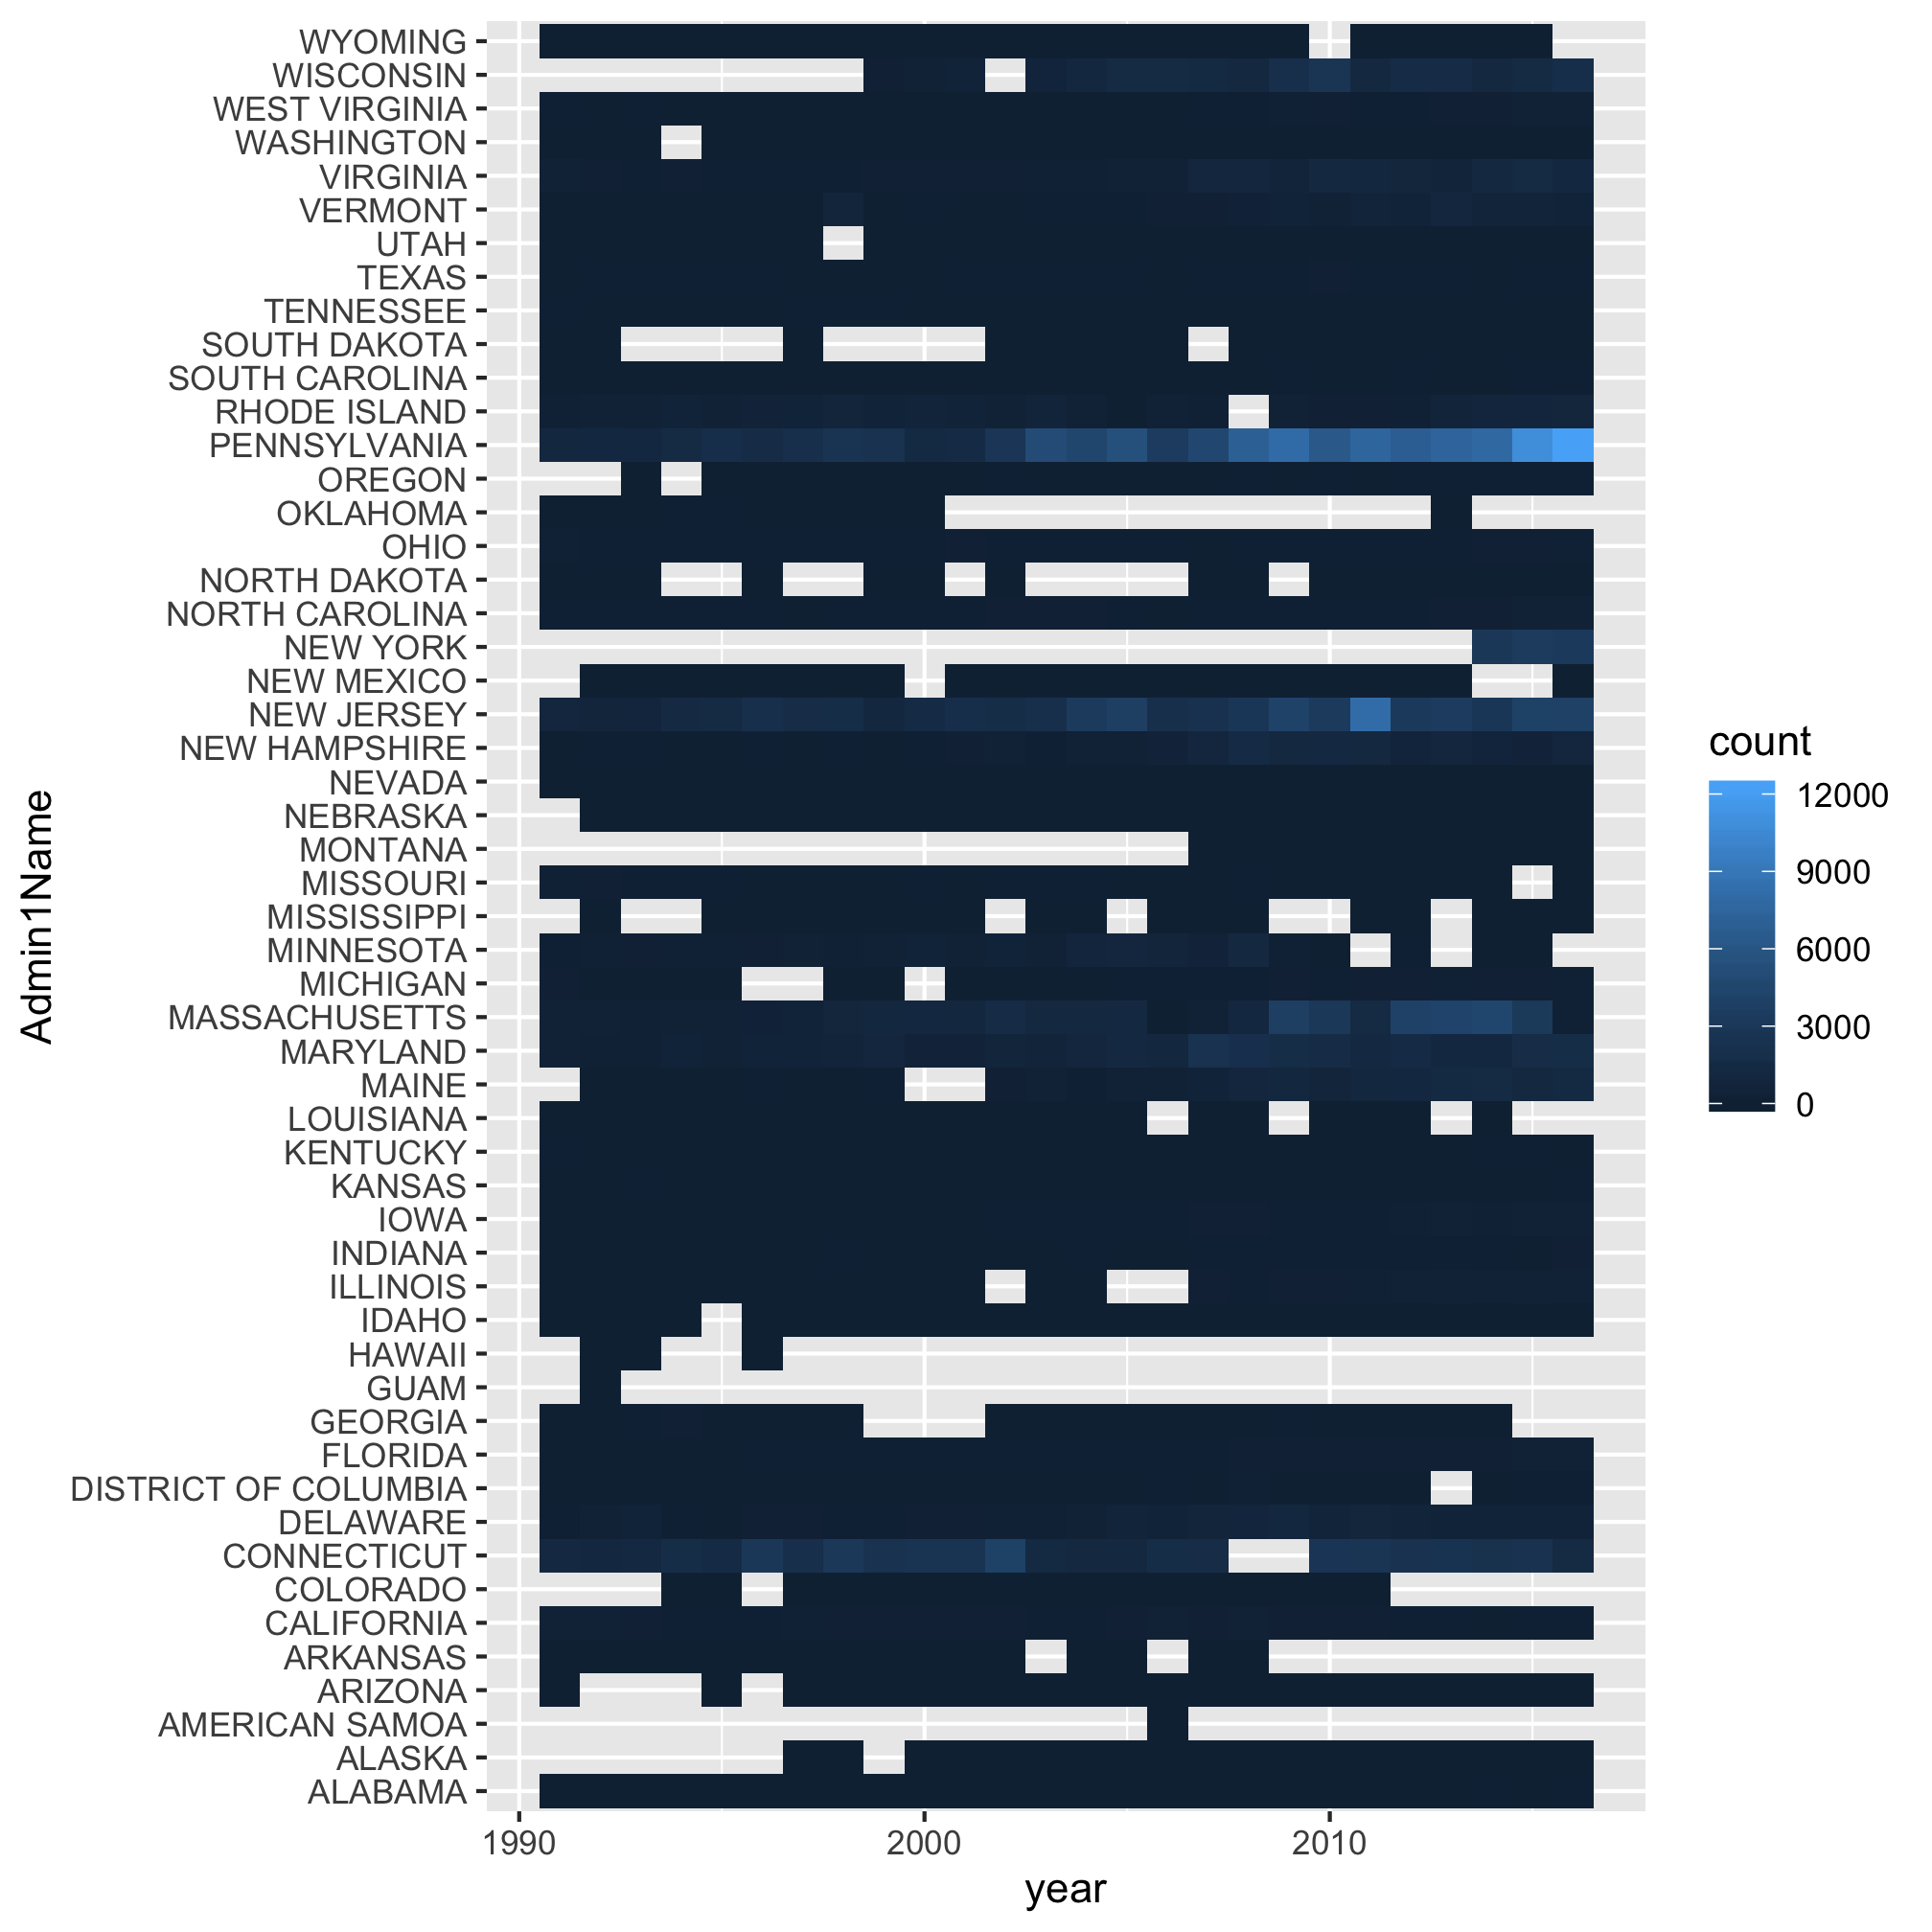 WYOMING
WISCONSIN
WEST VIRGINIA
WASHINGTON
VIRGINIA
VERMONT
UTAH
TEXAS
TENNESSEE
SOUTH DAKOTA
SOUTH CAROLINA
RHODE ISLAND
PENNSYLVANIA
OREGON
OKLAHOMA
OHIO
NORTH DAKOTA
NORTH CAROLINA
NEW YORK
NEW MEXICO
NEW JERSEY
NEW HAMPSHIRE
NEVADA
NEBRASKA
MONTANA
MISSOURI
MISSISSIPPI
MINNESOTA
MICHIGAN
MASSACHUSETTS
MARYLAND
MAINE
LOUISIANA
KENTUCKY
KANSAS
IOWA
INDIANA
ILLINOIS
IDAHO
HAWAII
GUAM
GEORGIA
FLORIDA
DISTRICT OF COLUMBIA
DELAWARE
CONNECTICUT
COLORADO
CALIFORNIA
ARKANSAS
ARIZONA
AMERICAN SAMOA
ALASKA
ALABAMA
Admin1Name
1990 2000 2010
year
count
12000
9000
6000
3000
0